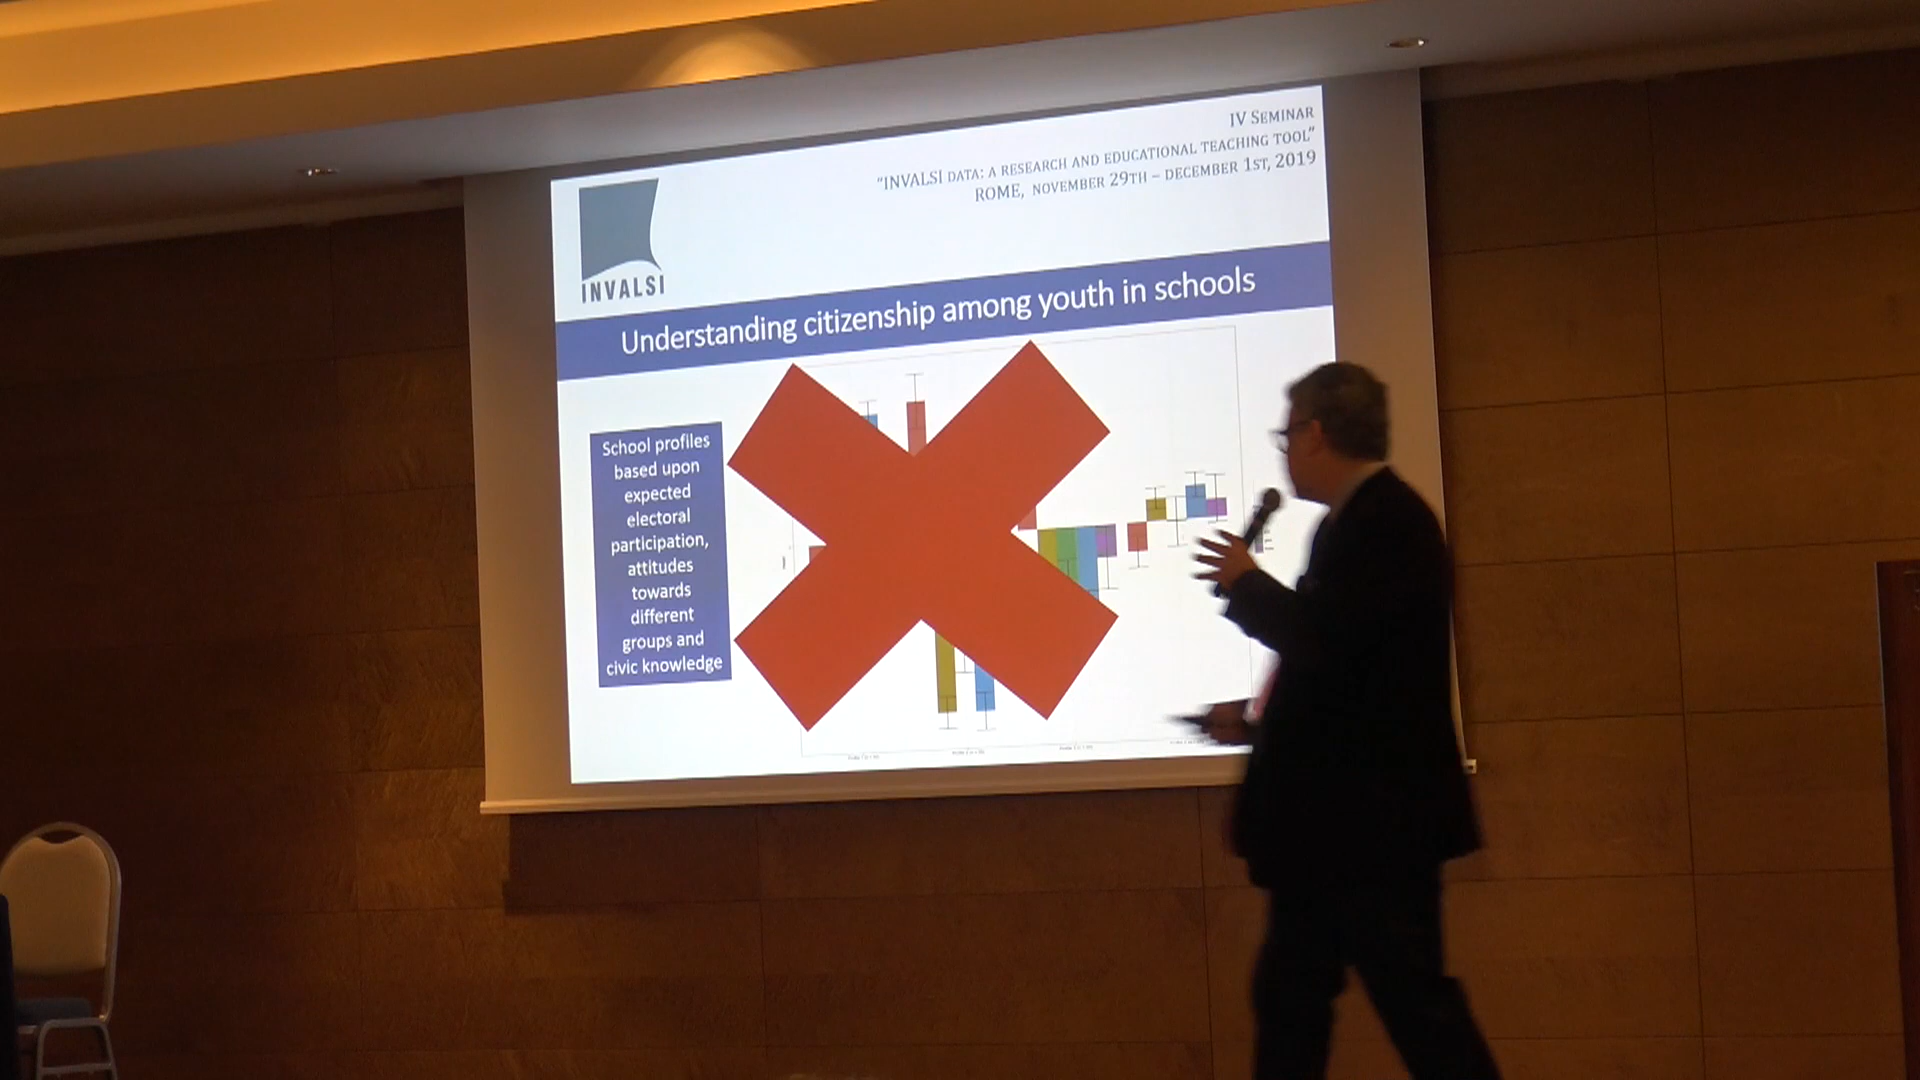 IV SEMINAR
"INVALSI DATA: A RESEARCH AND EDUCATIONAL TEACHING TOOL"
ROME, NOVEMBER 29TH – DECEMBER 1ST, 2019
INVALSI
Understanding citizenship among youth in schools
School profiles
based upon
expected
electoral
participation,
attitudes
towards
different
groups and
civic knowledge